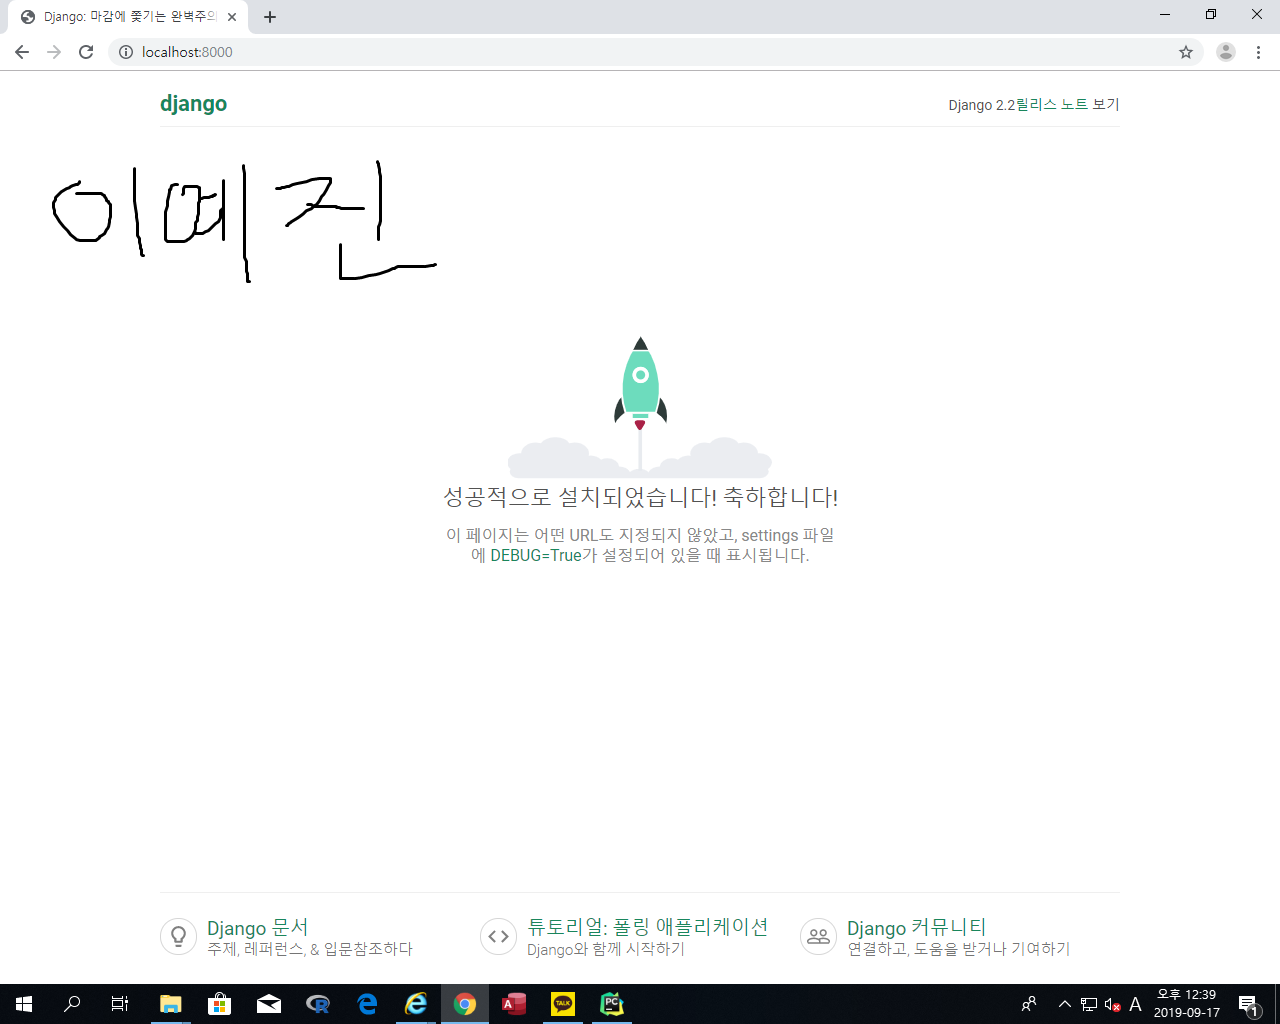 Django: 마감에 쫓기는 완벽주의
localhost:8000
django
Django 2.2릴리스 노트 보기
이예진
성공적으로 설치되었습니다! 축하합니다!
이 페이지는 어떤 URL도 지정되지 않았고, settings 파일
에 DEBUG=True가 설정되어 있을 때 표시됩니다.
Django 문서
주제, 레퍼런스, & 입문참조하다
튜토리얼: 폴링 애플리케이션
Django와 함께 시작하기
Django 커뮤니티
연결하고, 도움을 받거나 기여하기
R
A
TALK
PC
A
오후 12:39
2019-09-17
1